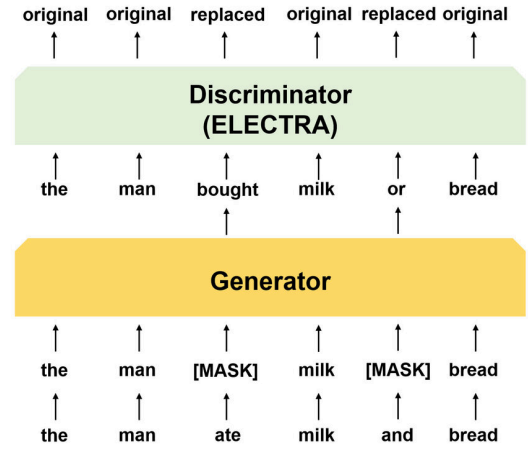 original original replaced original replaced original
Discriminator
(ELECTRA)
the man bought milk or bread
Generator
the man [MASK] milk [MASK] bread
the man ate milk and bread